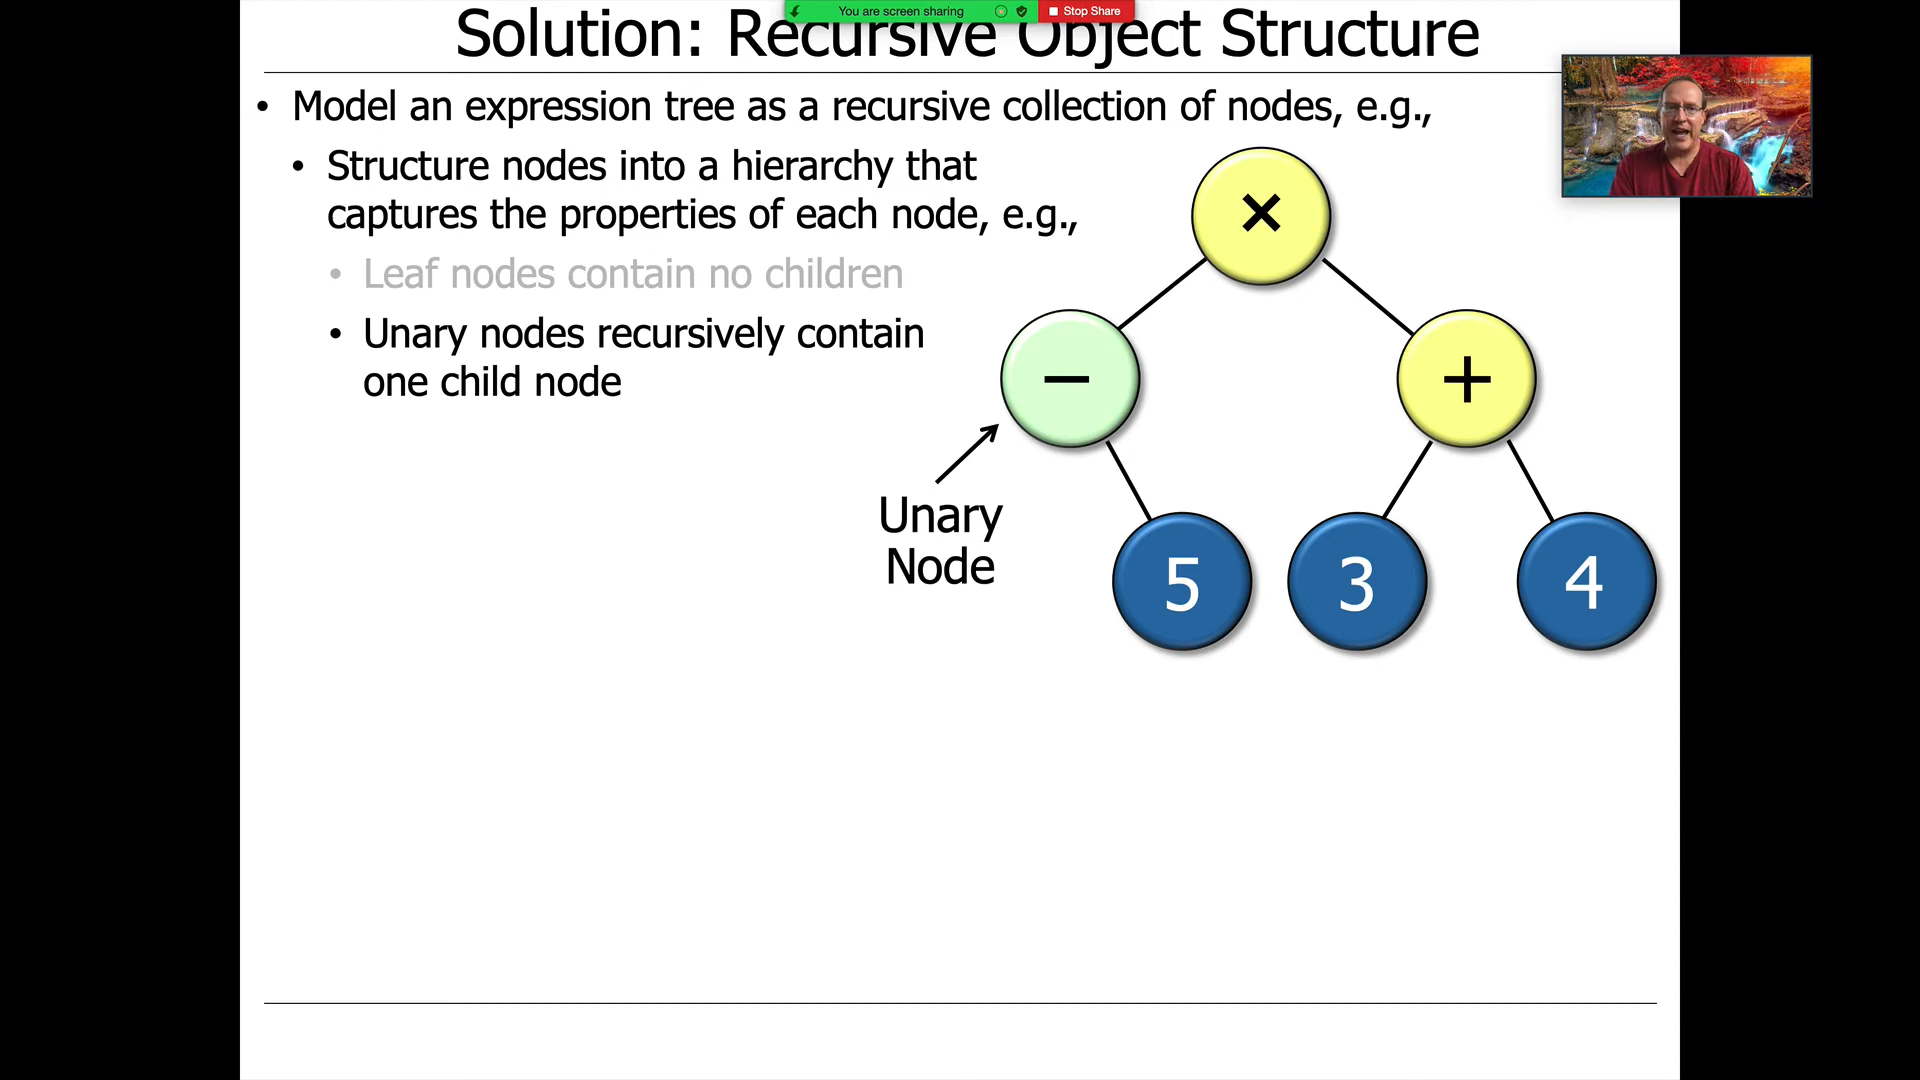 You are screen sharing
Stop Share
Solution: Recursive Object Structure
• Model an expression tree as a recursive collection of nodes, e.g.,
• Structure nodes into a hierarchy that
captures the properties of each node, e.g.,
• Leaf nodes contain no children
• Unary nodes recursively contain
one child node
×
−
+
Unary
Node
5
3
4